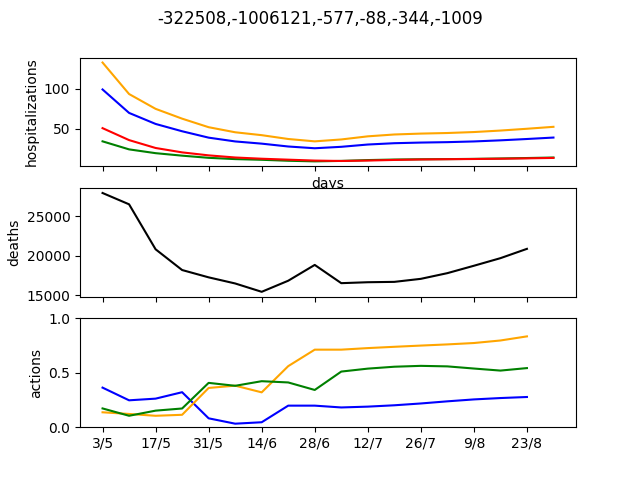 -322508,-1006121,-577,-88,-344,-1009
hospitalizations
100
50
days
deaths
25000
20000
15000
actions
1.0
0.5
0.0
3/5 17/5 31/5 14/6 28/6 12/7 26/7 9/8 23/8